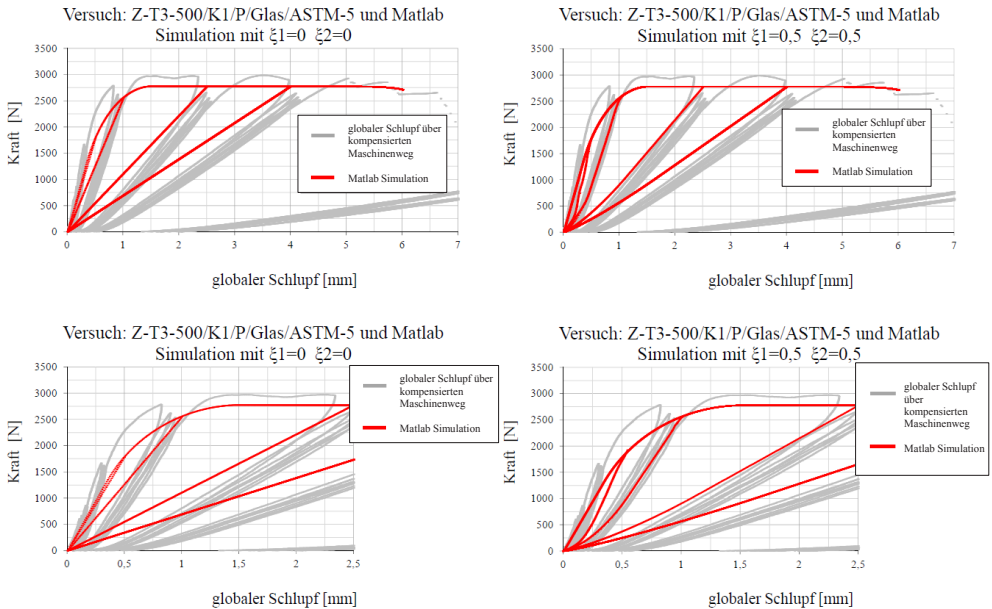 Versuch: Z-T3-500/K1/P/Glas/ASTM-5 und Matlab
Simulation mit ξ1=0 ξ2=0
3500
3000
2500
2000
1500
1000
500
0
Kraft [N]
0 1 2 3 4 5 6 7
globaler Schlupf [mm]
globaler Schlupf über
kompensierten
Maschinenweg
Matlab Simulation
Versuch: Z-T3-500/K1/P/Glas/ASTM-5 und Matlab
Simulation mit ξ1=0,5 ξ2=0,5
3500
3000
2500
2000
1500
1000
500
0
Kraft [N]
0 1 2 3 4 5 6 7
globaler Schlupf [mm]
globaler Schlupf über
kompensierten
Maschinenweg
Matlab Simulation
Versuch: Z-T3-500/K1/P/Glas/ASTM-5 und Matlab
Simulation mit ξ1=0 ξ2=0
3500
3000
2500
2000
1500
1000
500
0
Kraft [N]
0 0,5 1 1,5 2 2,5
globaler Schlupf [mm]
globaler Schlupf über
kompensierten
Maschinenweg
Matlab Simulation
Versuch: Z-T3-500/K1/P/Glas/ASTM-5 und Matlab
Simulation mit ξ1=0,5 ξ2=0,5
3500
3000
2500
2000
1500
1000
500
0
Kraft [N]
0 0,5 1 1,5 2 2,5
globaler Schlupf [mm]
globaler Schlupf
über
kompensierten
Maschinenweg
Matlab Simulation